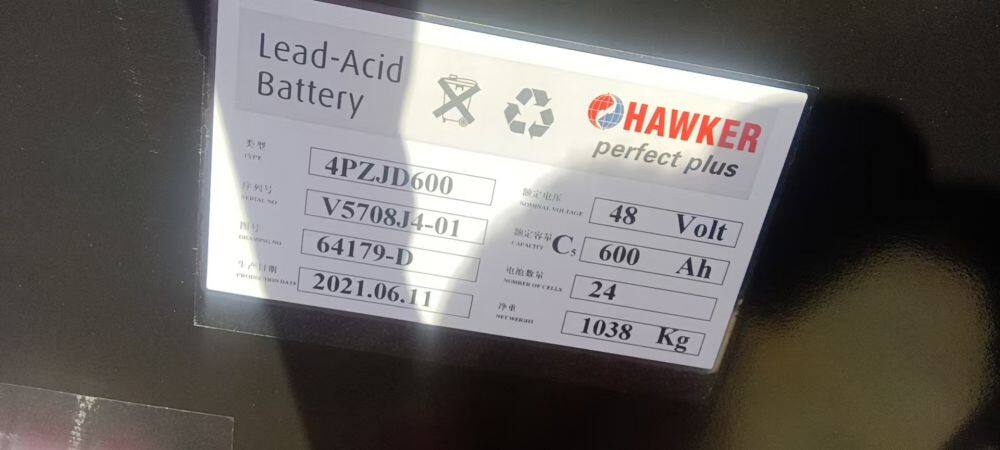 Lead-Acid
Battery
HAWKER
perfect plus
类型
TYPE
4PZJD600
序列号
SERIAL NO
V5708J4-01
图号
DRAWING NO
64179-D
生产日期
PRODUCTION DATE
2021.06.11
额定电压
NOMINAL VOLTAGE
48 Volt
额定容量
CAPACITY
C5
600 Ah
电池数量
NUMBER OF CELLS
24
净重
NET WEIGHT
1038 Kg